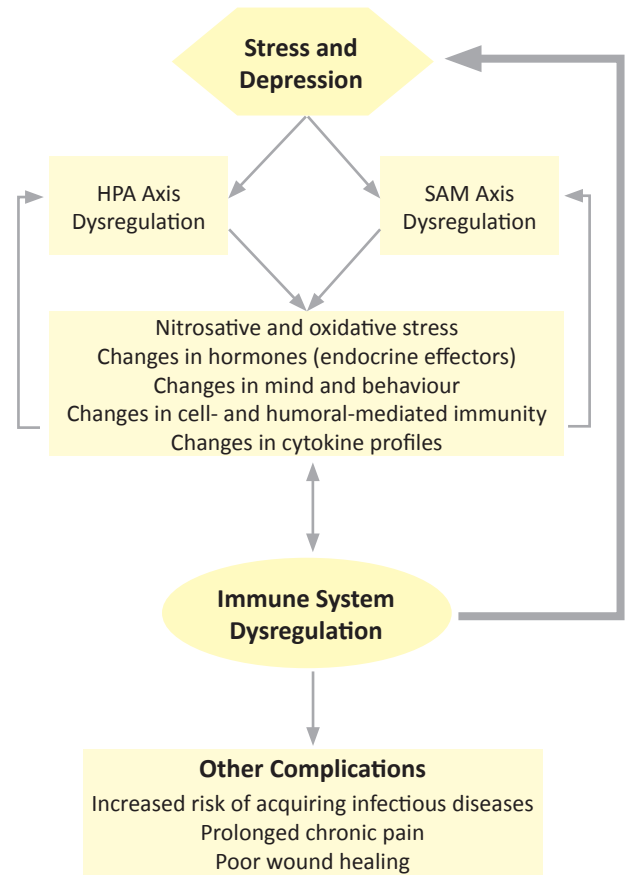 Stress and
Depression
HPA Axis
Dysregulation
SAM Axis
Dysregulation
Nitrosative and oxidative stress
Changes in hormones (endocrine effectors)
Changes in mind and behaviour
Changes in cell- and humoral-mediated immunity
Changes in cytokine profiles
Immune System
Dysregulation
Other Complications
Increased risk of acquiring infectious diseases
Prolonged chronic pain
Poor wound healing